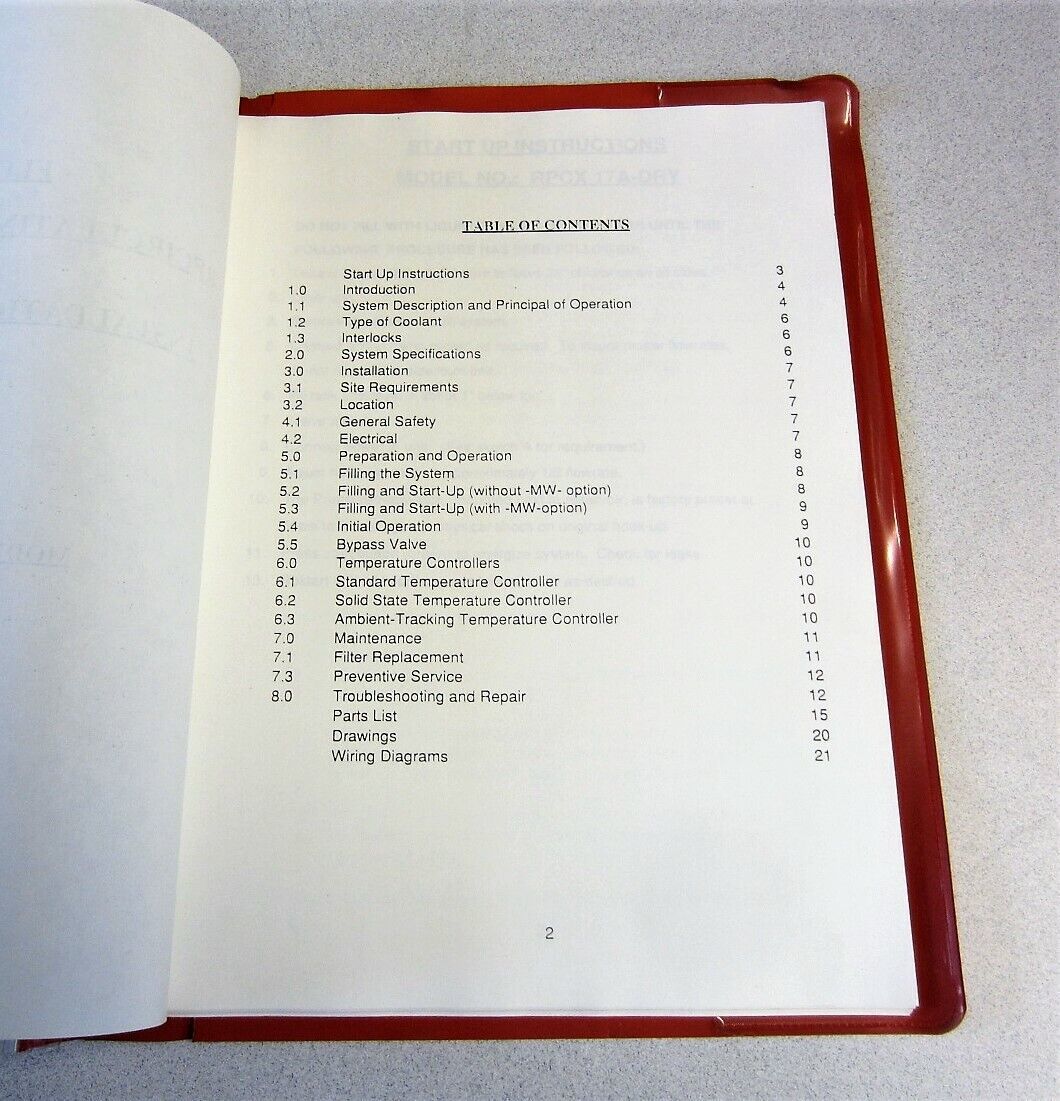 START UP INSTRUCTIONS
MODEL NO.: RPCX 17A-DRY
TABLE OF CONTENTS
Start Up Instructions 3
1.0 Introduction 4
1.1 System Description and Principal of Operation 4
1.2 Type of Coolant 6
1.3 Interlocks 6
2.0 System Specifications 6
3.0 Installation 7
3.1 Site Requirements 7
3.2 Location 7
4.1 General Safety 7
4.2 Electrical 7
5.0 Preparation and Operation 8
5.1 Filling the System 8
5.2 Filling and Start-Up (without -MW- option) 8
5.3 Filling and Start-Up (with -MW-option) 9
5.4 Initial Operation 9
5.5 Bypass Valve 10
6.0 Temperature Controllers 10
6.1 Standard Temperature Controller 10
6.2 Solid State Temperature Controller 10
6.3 Ambient-Tracking Temperature Controller 10
7.0 Maintenance 11
7.1 Filter Replacement 11
7.3 Preventive Service 12
8.0 Troubleshooting and Repair 12
Parts List 15
Drawings 20
Wiring Diagrams 21
2